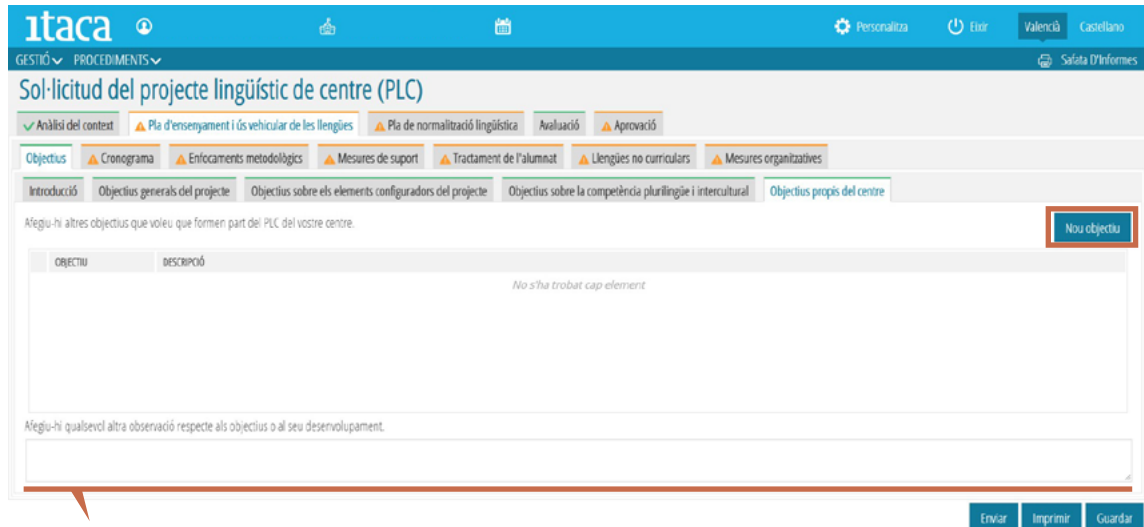 itaca Personalitza Eixir Valencià Castellano
GESTIÓ PROCEDIMENTS Safata D'Informes
Sol·licitud del projecte lingüístic de centre (PLC)
Anàlisi del context Pla d'ensenyament i ús vehicular de les llengües Pla de normalització lingüística Avaluació Aprovació
Objectius Cronograma Enfocaments metodològics Mesures de suport Tractament de l'alumnat Llengües no curriculars Mesures organitzatives
Introducció Objectius generals del projecte Objectius sobre els elements configuradors del projecte Objectius sobre la competència plurilingüe i intercultural Objectius propis del centre
Afegiu-hi altres objectius que voleu que formen part del PLC del vostre centre.
Nou objectiu
OBJECTIU DESCRIPCIÓ
No s'ha trobat cap element
Afegiu-hi qualsevol altra observació respecte als objectius o al seu desenvolupament.
Enviar Imprimir Guardar